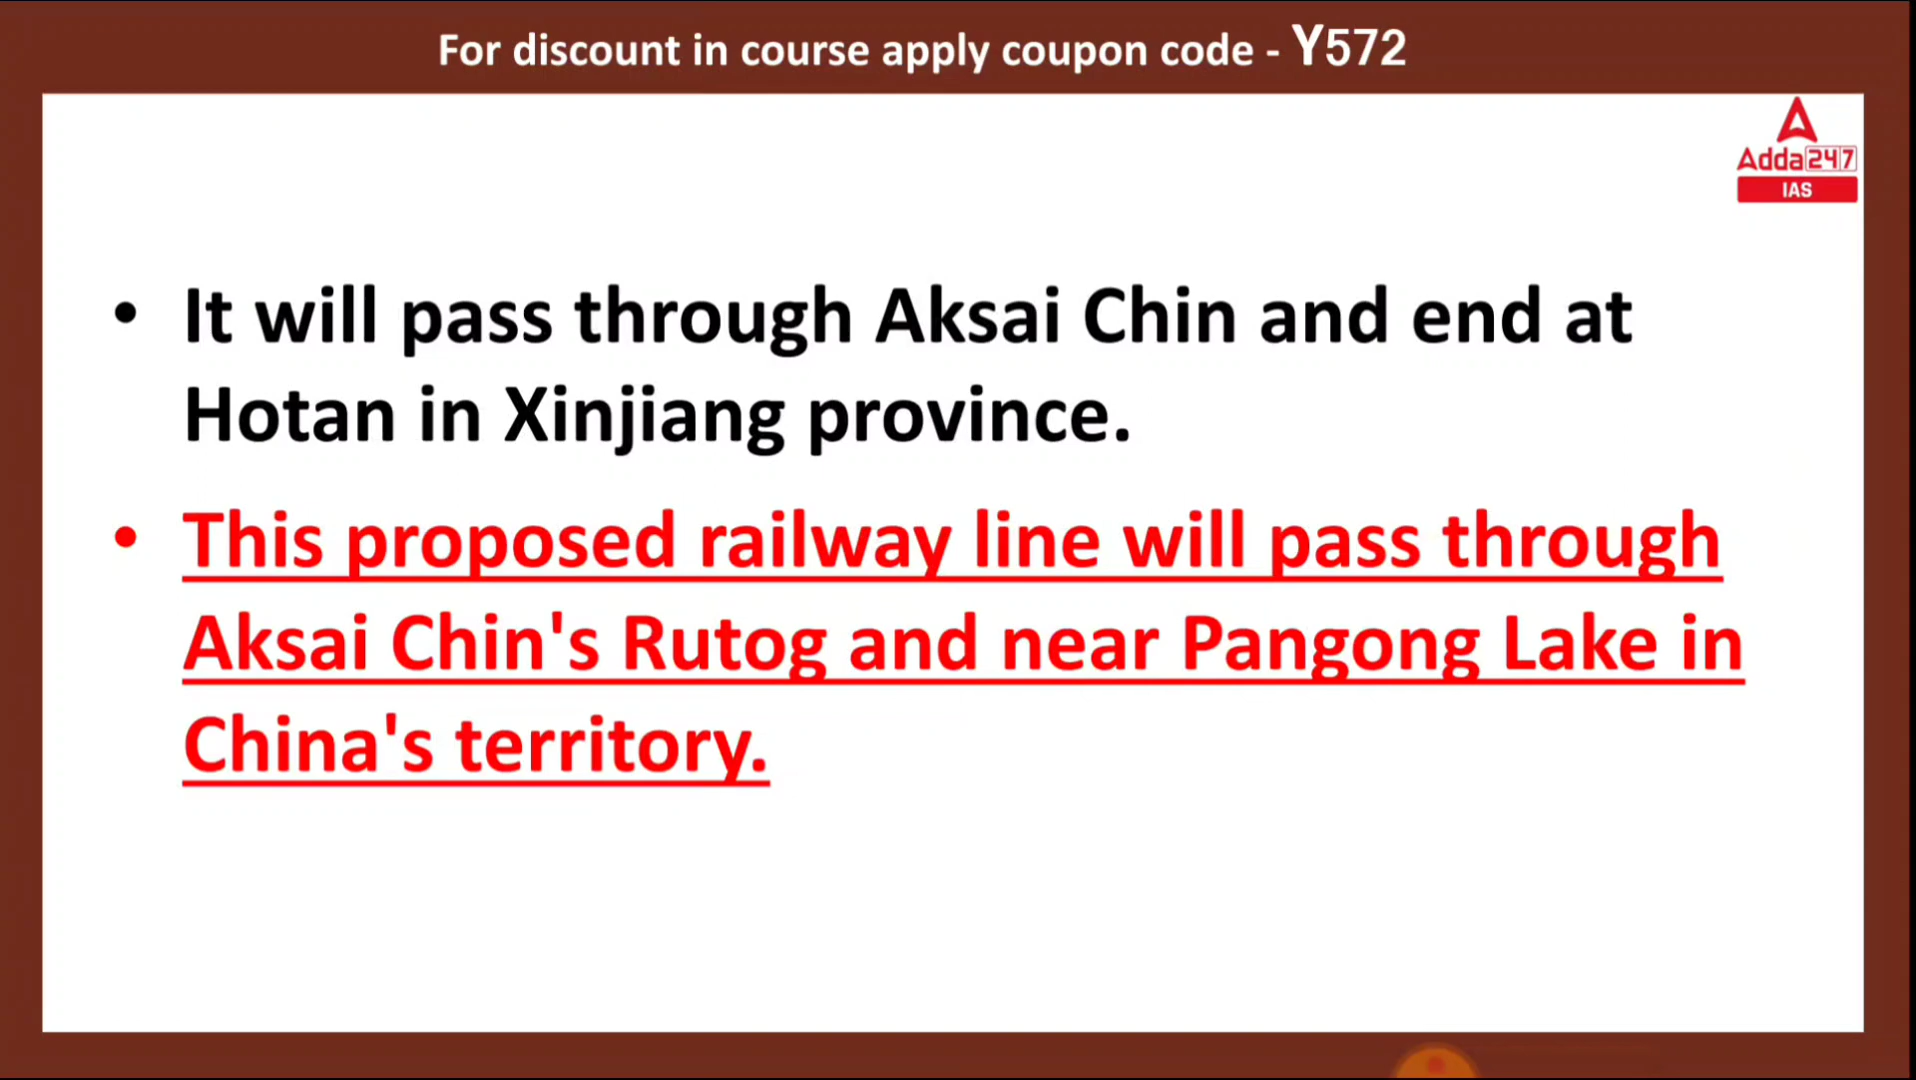 For discount in course apply coupon code - Y572
Adda247
IAS
• It will pass through Aksai Chin and end at
Hotan in Xinjiang province.
• This proposed railway line will pass through
Aksai Chin's Rutog and near Pangong Lake in
China's territory.